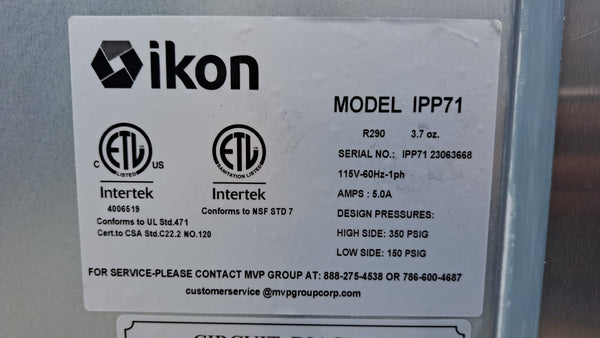 ikon
MODEL IPP71
R290 3.7 oz.
SERIAL NO.: IPP71 23063668
115V-60Hz-1ph
AMPS : 5.0A
DESIGN PRESSURES:
HIGH SIDE: 350 PSIG
LOW SIDE: 150 PSIG
C ETL US
LISTED
Intertek
4006519
Conforms to UL Std.471
Cert.to CSA Std.C22.2 NO.120
ETL
SANITATION LISTED
Intertek
Conforms to NSF STD 7
FOR SERVICE-PLEASE CONTACT MVP GROUP AT: 888-275-4538 OR 786-600-4687
customerservice @mvpgroupcorp.com